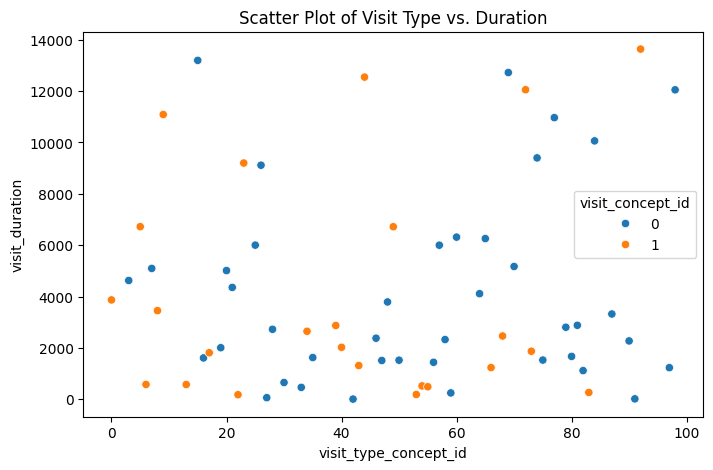 Scatter Plot of Visit Type vs. Duration
14000
12000
10000
8000
6000
4000
2000
0
visit_duration
visit_concept_id
0
1
0 20 40 60 80 100
visit_type_concept_id